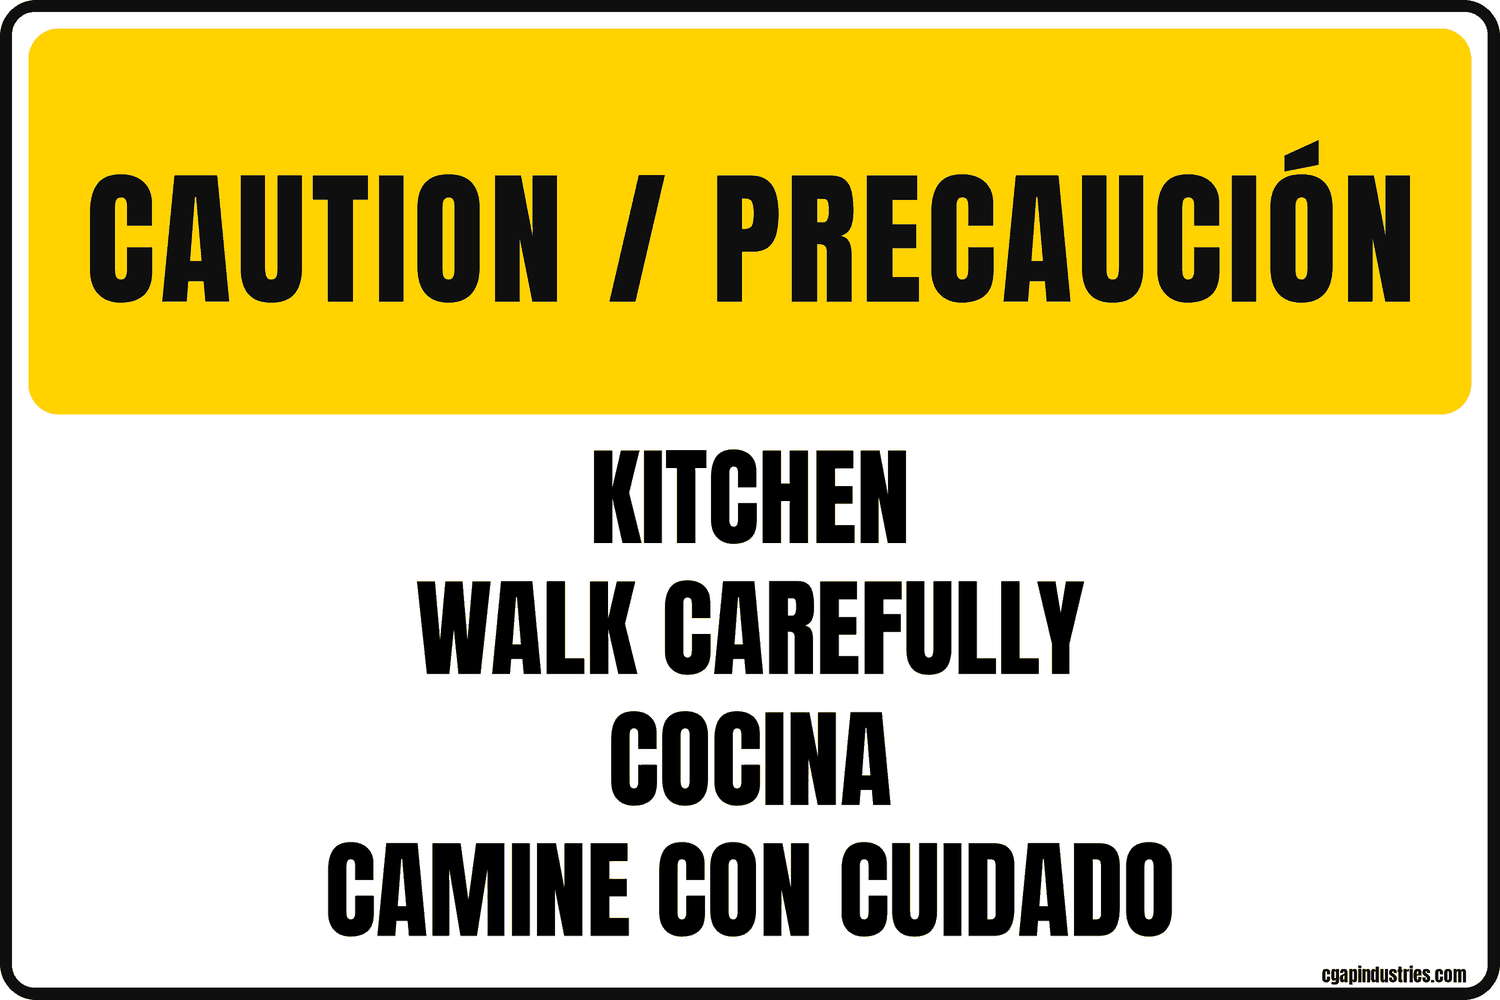 CAUTION / PRECAUCIÓN
KITCHEN
WALK CAREFULLY
COCINA
CAMINE CON CUIDADO
cgapindustries.com